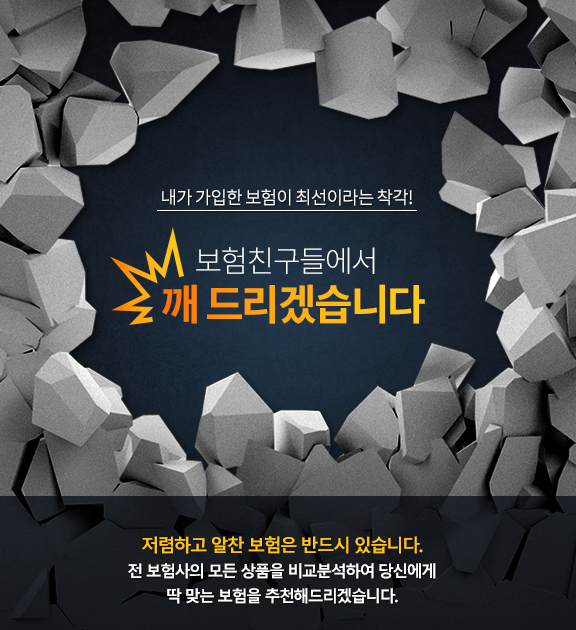 내가 가입한 보험이 최선이라는 착각!
보험친구들에서
깨 드리겠습니다
저렴하고 알찬 보험은 반드시 있습니다.
전 보험사의 모든 상품을 비교분석하여 당신에게
딱 맞는 보험을 추천해드리겠습니다.